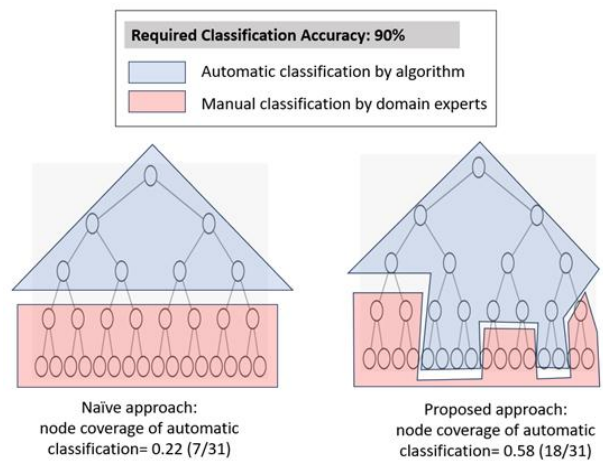 Required Classification Accuracy: 90%
Automatic classification by algorithm
Manual classification by domain experts
Naïve approach:
node coverage of automatic
classification= 0.22 (7/31)
Proposed approach:
node coverage of automatic
classification= 0.58 (18/31)